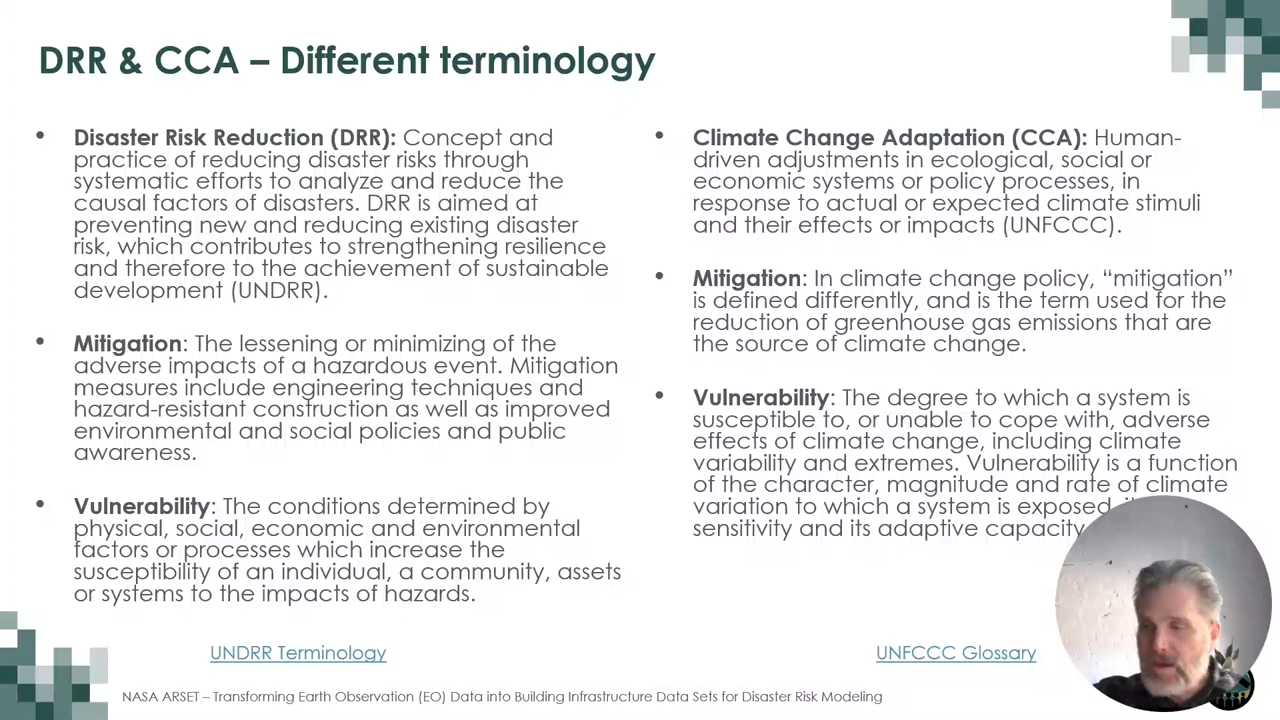 DRR & CCA – Different terminology
• Disaster Risk Reduction (DRR): Concept and
practice of reducing disaster risks through
systematic efforts to analyze and reduce the
causal factors of disasters. DRR is aimed at
preventing new and reducing existing disaster
risk, which contributes to strengthening resilience
and therefore to the achievement of sustainable
development (UNDRR).
• Mitigation: The lessening or minimizing of the
adverse impacts of a hazardous event. Mitigation
measures include engineering techniques and
hazard-resistant construction as well as improved
environmental and social policies and public
awareness.
• Vulnerability: The conditions determined by
physical, social, economic and environmental
factors or processes which increase the
susceptibility of an individual, a community, assets
or systems to the impacts of hazards.
UNDRR Terminology
• Climate Change Adaptation (CCA): Human-
driven adjustments in ecological, social or
economic systems or policy processes, in
response to actual or expected climate stimuli
and their effects or impacts (UNFCCC).
• Mitigation: In climate change policy, “mitigation”
is defined differently, and is the term used for the
reduction of greenhouse gas emissions that are
the source of climate change.
• Vulnerability: The degree to which a system is
susceptible to, or unable to cope with, adverse
effects of climate change, including climate
variability and extremes. Vulnerability is a function
of the character, magnitude and rate of climate
variation to which a system is exposed,
sensitivity and its adaptive capacity
UNFCCC Glossary
NASA ARSET – Transforming Earth Observation (EO) Data into Building Infrastructure Data Sets for Disaster Risk Modeling